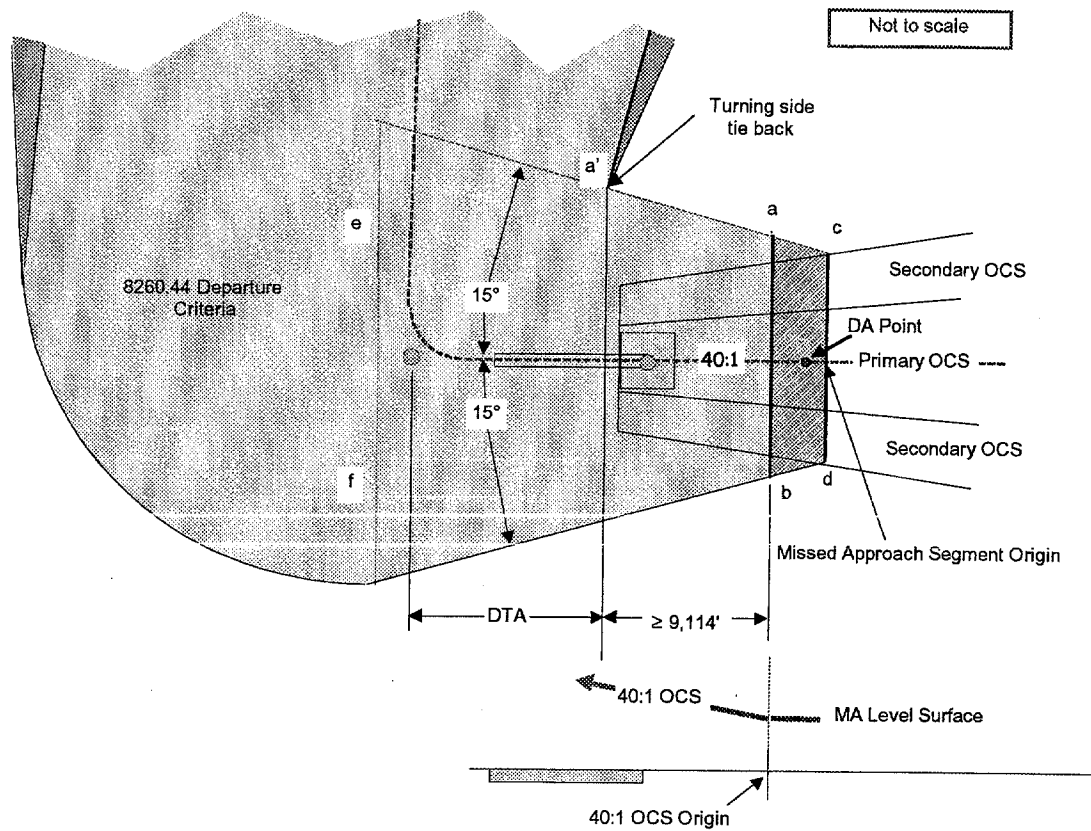 Not to scale
Turning side
tie back
a'
a
c
e
Secondary OCS
8260.44 Departure
Criteria
15°
DA Point
40:1
Primary OCS
15°
Secondary OCS
f
b
d
Missed Approach Segment Origin
DTA
≥ 9,114'
40:1 OCS
MA Level Surface
40:1 OCS Origin